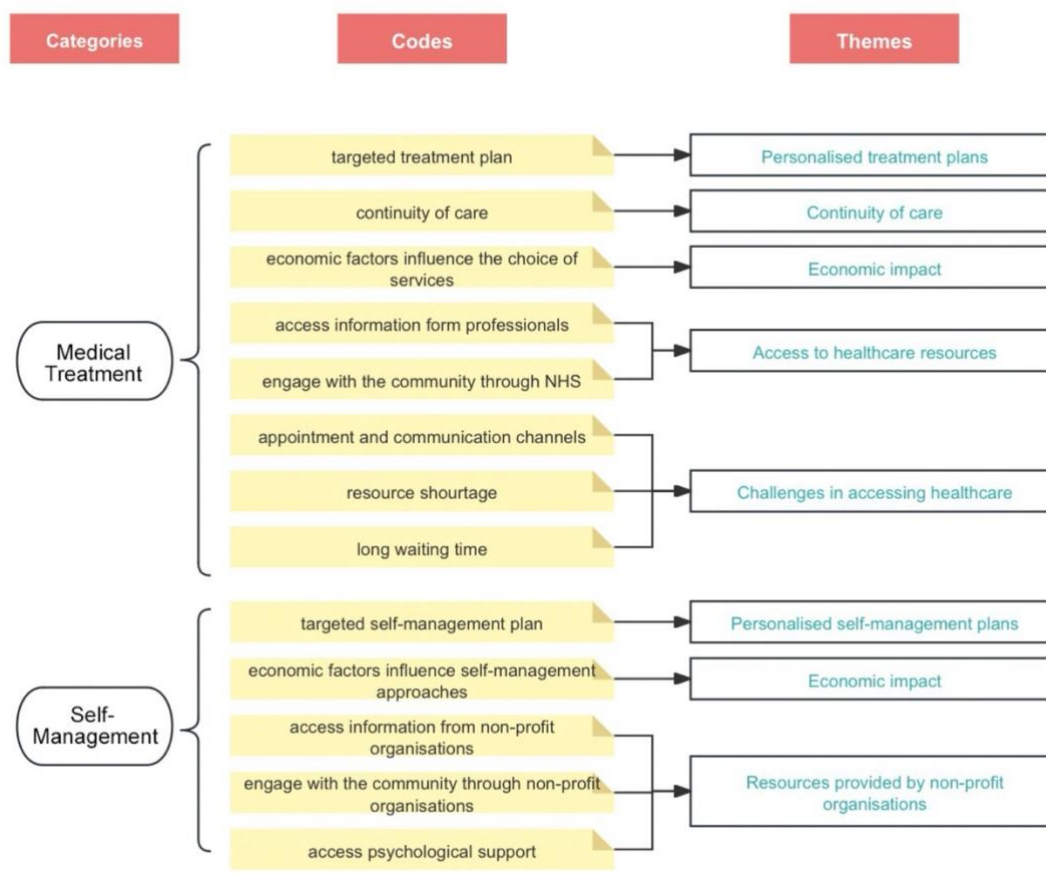 Categories
Codes
Themes
targeted treatment plan
Personalised treatment plans
continuity of care
Continuity of care
economic factors influence the choice of
services
Economic impact
access information form professionals
engage with the community through NHS
Access to healthcare resources
Medical
Treatment
appointment and communication channels
resource shourtage
long waiting time
Challenges in accessing healthcare
targeted self-management plan
Personalised self-management plans
economic factors influence self-management
approaches
Economic impact
Self-
Management
access information from non-profit
organisations
engage with the community through non-profit
organisations
access psychological support
Resources provided by non-profit
organisations